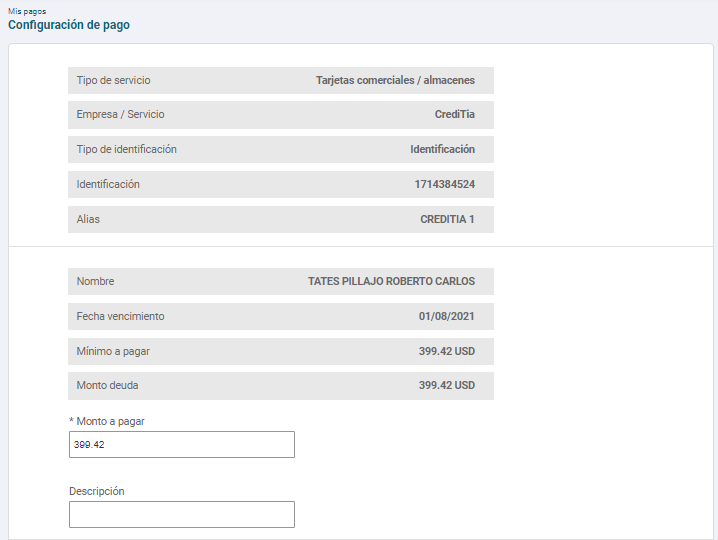 Mis pagos
Configuración de pago
Tipo de servicio Tarjetas comerciales / almacenes
Empresa / Servicio CrediTia
Tipo de identificación Identificación
Identificación 1714384524
Alias CREDITIA 1
Nombre TATES PILLAJO ROBERTO CARLOS
Fecha vencimiento 01/08/2021
Mínimo a pagar 399.42 USD
Monto deuda 399.42 USD
* Monto a pagar
399.42
Descripción